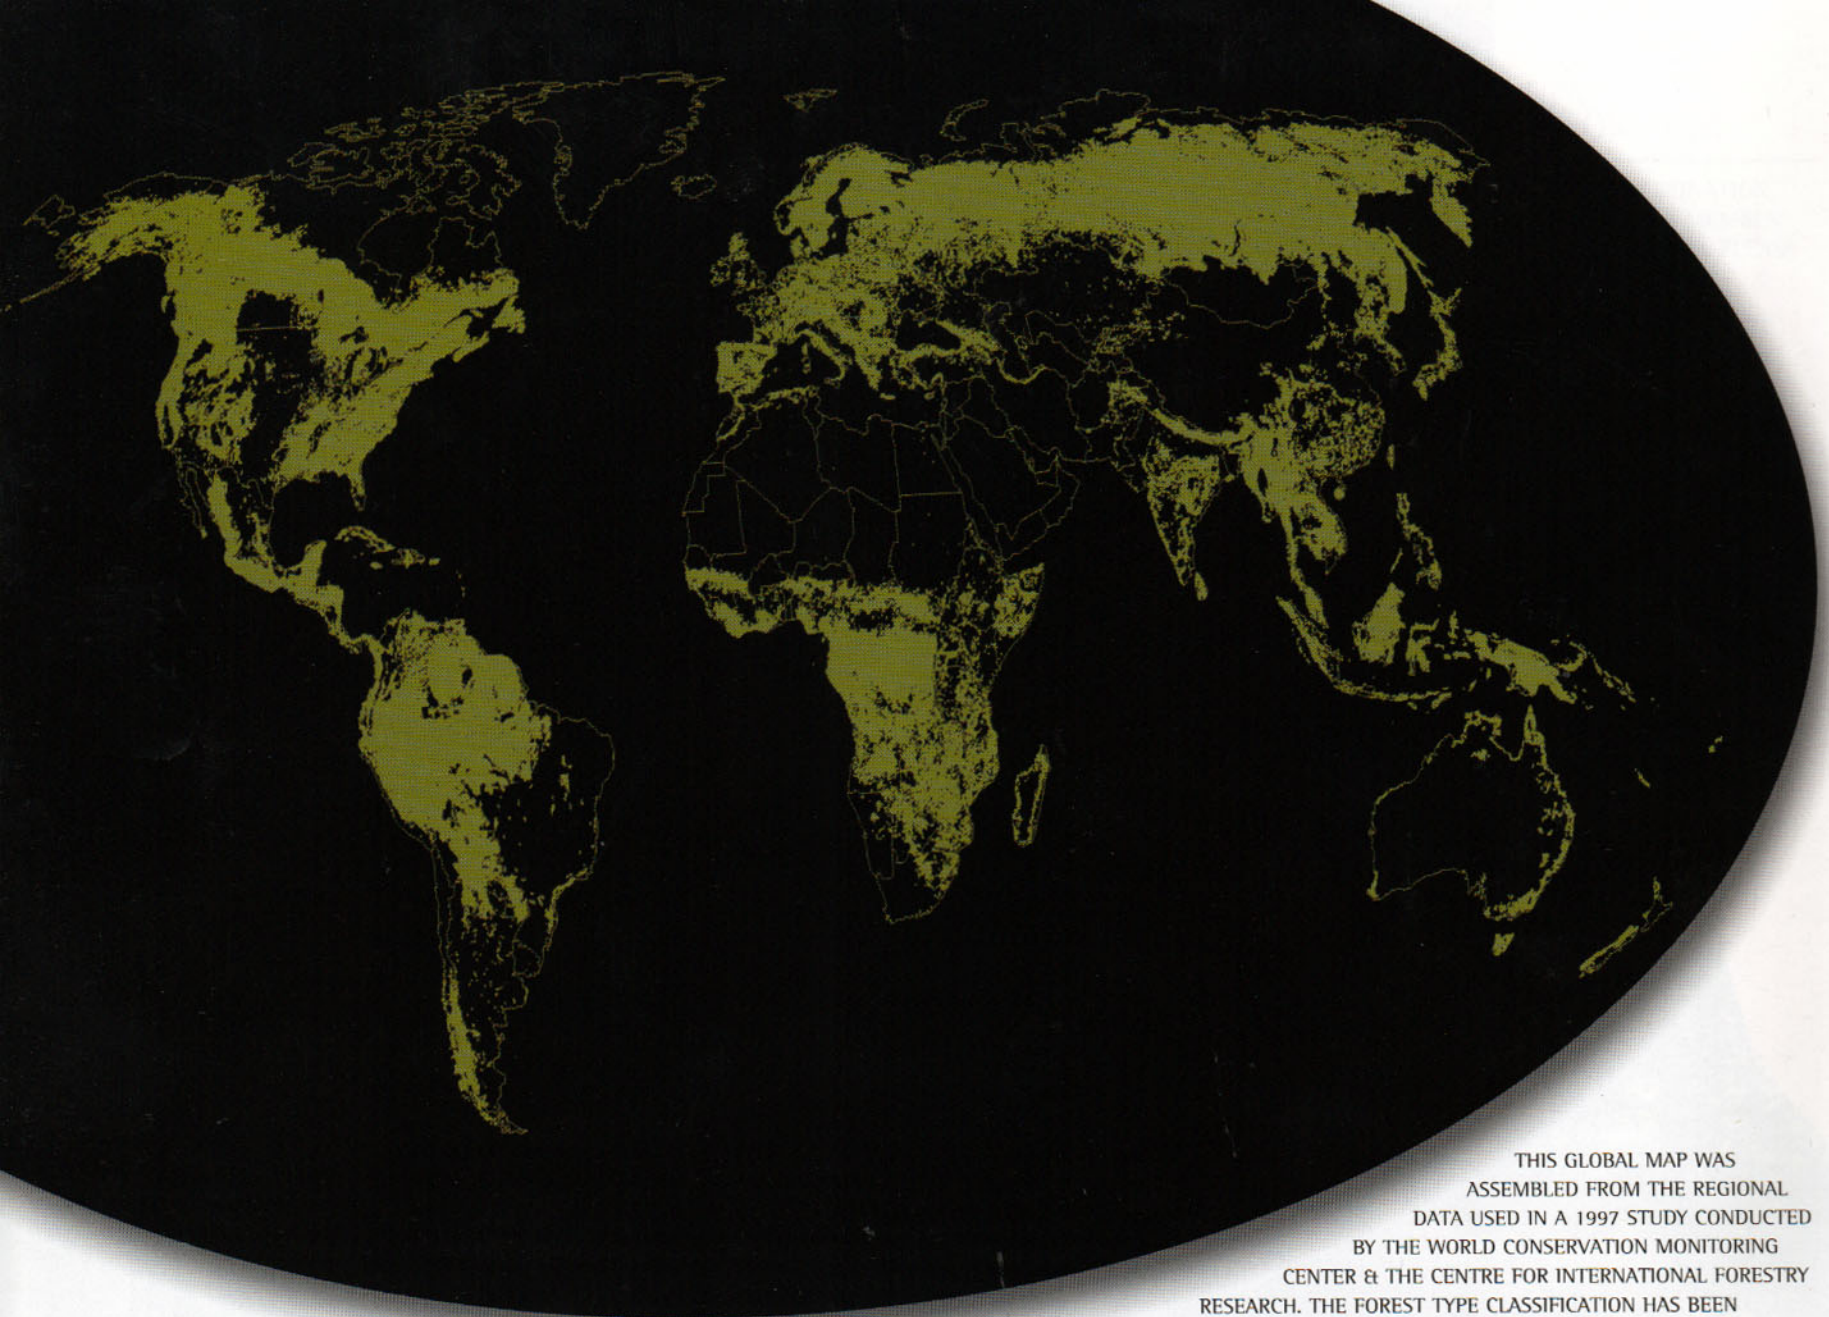 THIS GLOBAL MAP WAS
ASSEMBLED FROM THE REGIONAL
DATA USED IN A 1997 STUDY CONDUCTED
BY THE WORLD CONSERVATION MONITORING
CENTER & THE CENTRE FOR INTERNATIONAL FORESTRY
RESEARCH. THE FOREST TYPE CLASSIFICATION HAS BEEN